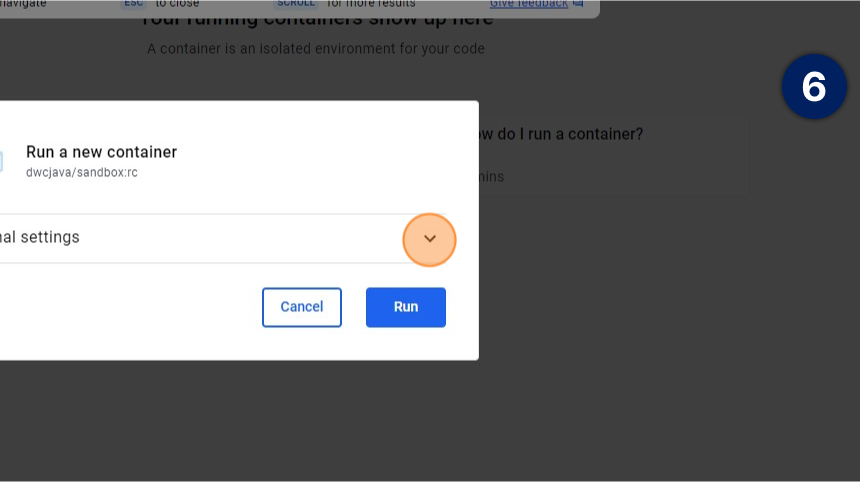 navigate ESC to close SCROLL for more results Give feedback
Your running containers show up here
A container is an isolated environment for your code
6
ow do I run a container?
mins
Run a new container
dwcjava/sandbox:rc
nal settings
Cancel Run